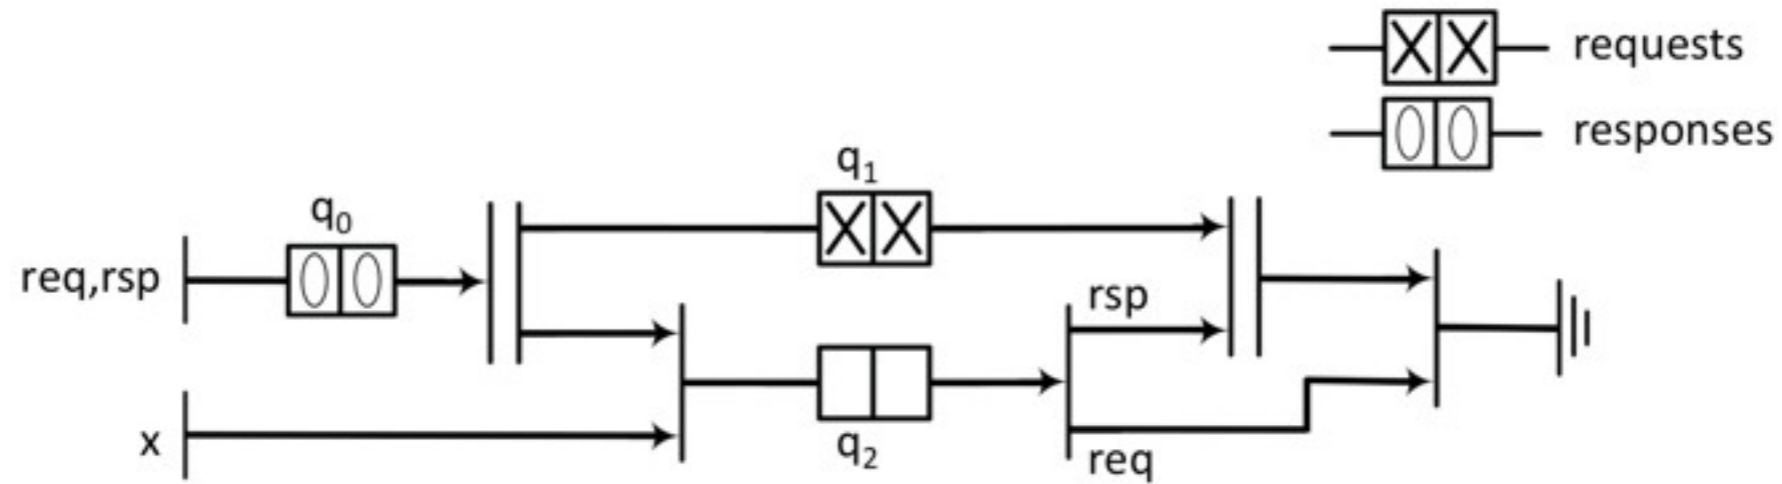 requests
responses
q1
q0
req,rsp
rsp
x
q2
req